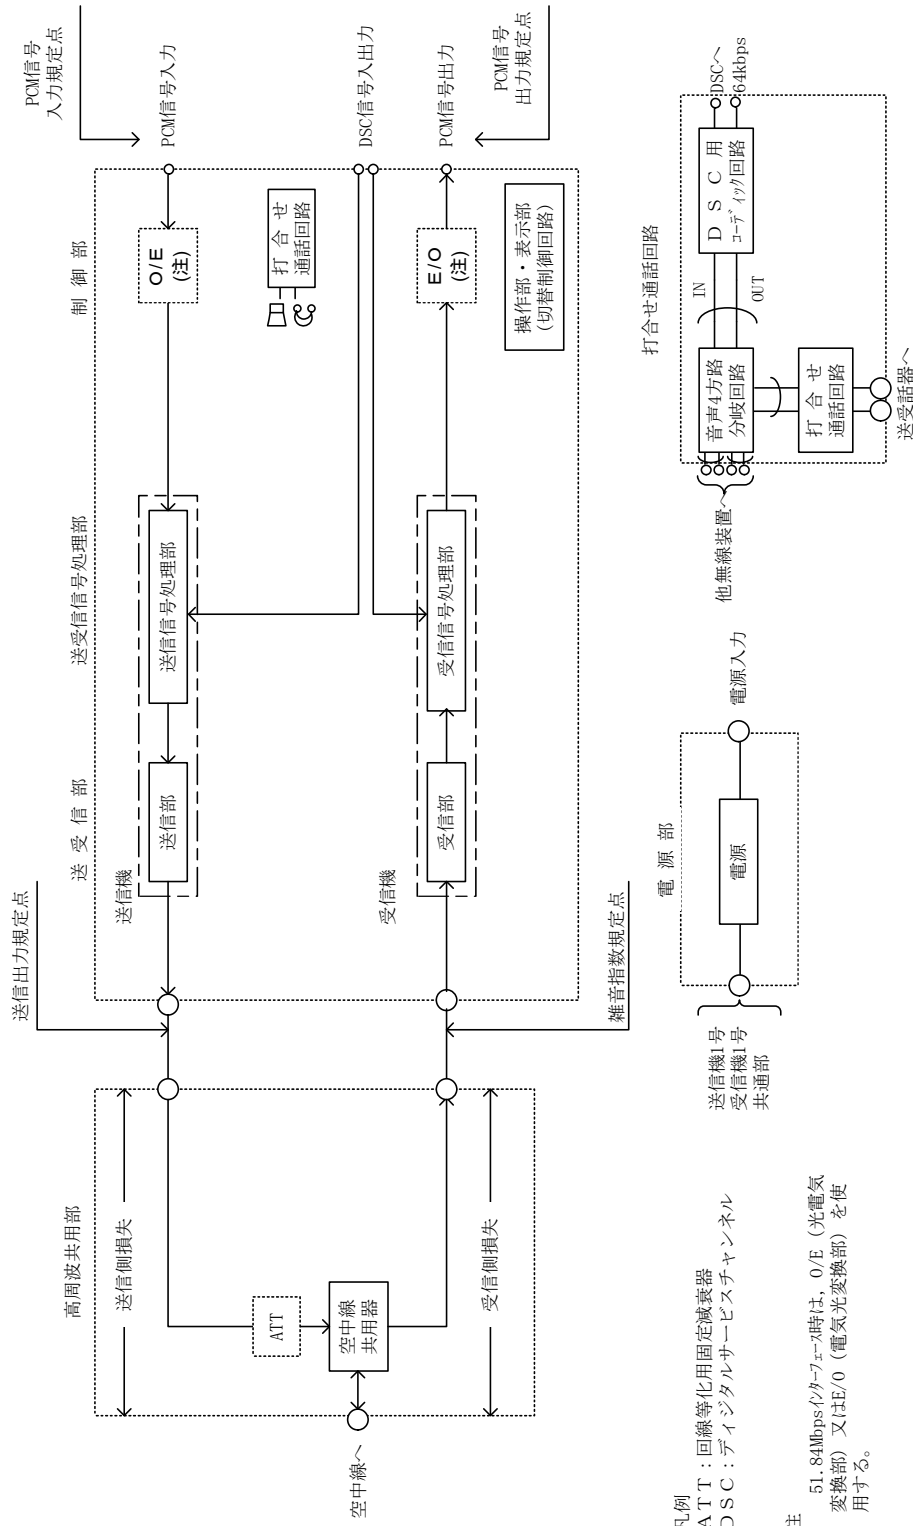 高周波共用部
送信側損失
ATT
空中線
共用器
空中線へ
受信側損失
送信出力規定点
雑音指数規定点
送 受 信 部
送信機
送信部
受信機
受信部
送受信信号処理部
送信信号処理部
受信信号処理部
制 御 部
O/E
(注)
打 合 せ
通話回路
E/O
(注)
操作部・表示部
(切替制御回路)
PCM信号
入力規定点
PCM信号入力
DSC信号入出力
PCM信号出力
PCM信号
出力規定点
凡例
ATT：回線等化用固定減衰器
DSC：ディジタルサービスチャンネル
注
51.84Mbpsインターフェース時は，O/E（光電気
変換部）又はE/O（電気光変換部）を使
用する。
電 源 部
送信機1号
受信機1号
共通部
電源
電源入力
打合せ通話回路
他無線装置へ
音声4方路
分岐回路
IN
OUT
DSC用
コーディック回路
DSCへ
64kbps
打 合 せ
通話回路
送受話器へ